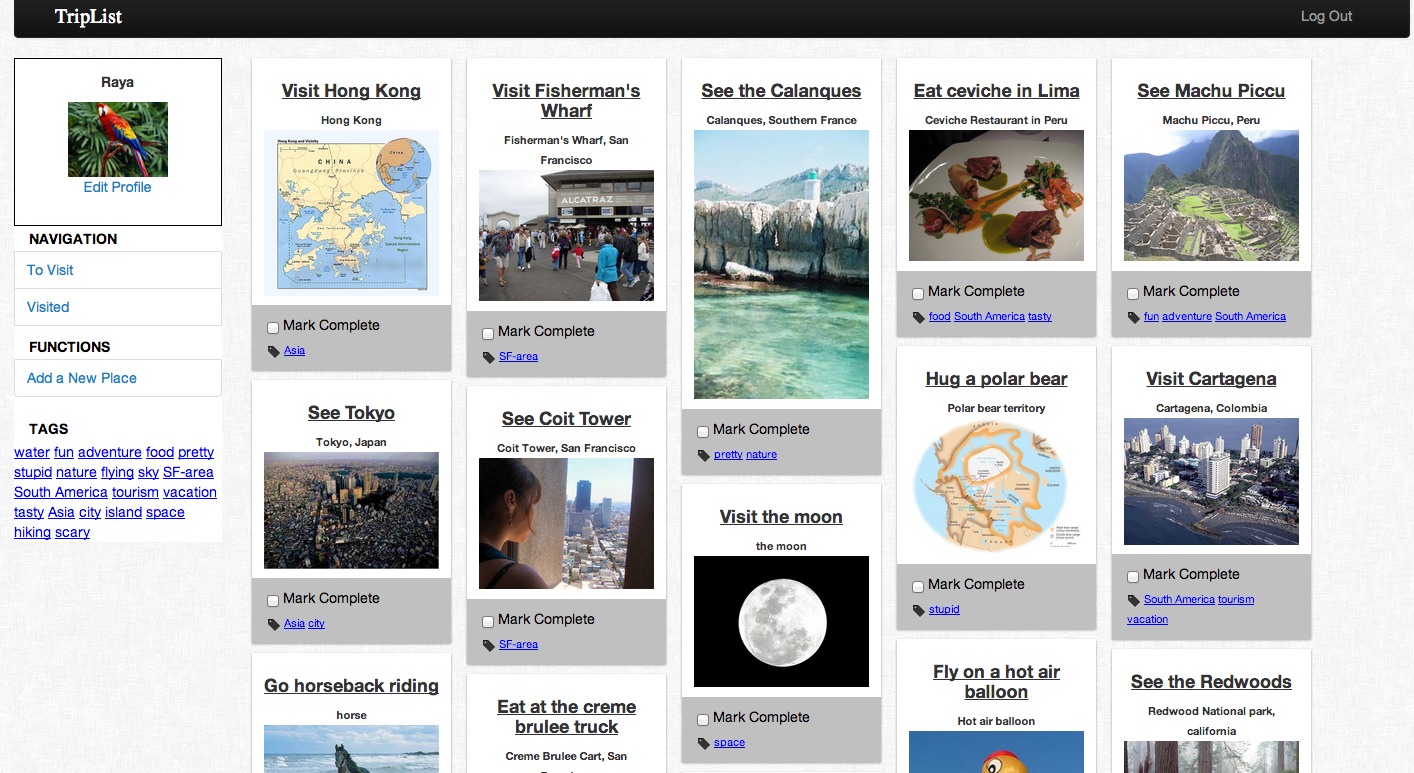 TripList
Log Out
Raya
Edit Profile
NAVIGATION
To Visit
Visited
FUNCTIONS
Add a New Place
TAGS
water fun adventure food pretty
stupid nature flying sky SF-area
South America tourism vacation
tasty Asia city island space
hiking scary
Visit Hong Kong
Hong Kong
Hong Kong and Vicinity
CHINA
Guangdong Province
China
Mark Complete
Asia
See Tokyo
Tokyo, Japan
Mark Complete
Asia city
Go horseback riding
horse
Visit Fisherman's
Wharf
Fisherman's Wharf, San
Francisco
ALCATRAZ
Mark Complete
SF-area
See Coit Tower
Coit Tower, San Francisco
Mark Complete
SF-area
Eat at the creme
brulee truck
Creme Brulee Cart, San
See the Calanques
Calanques, Southern France
Mark Complete
pretty nature
Visit the moon
the moon
Mark Complete
space
Eat ceviche in Lima
Ceviche Restaurant in Peru
Mark Complete
food South America tasty
Hug a polar bear
Polar bear territory
Mark Complete
stupid
Fly on a hot air
balloon
Hot air balloon
See Machu Piccu
Machu Piccu, Peru
Mark Complete
fun adventure South America
Visit Cartagena
Cartagena, Colombia
Mark Complete
South America tourism
vacation
See the Redwoods
Redwood National park,
california